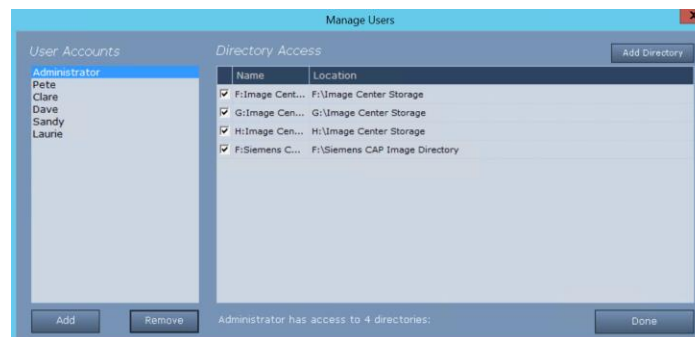 Manage Users
User Accounts
Administrator
Pete
Clare
Dave
Sandy
Laurie
Add
Remove
Directory Access
Add Directory
Name Location
F:Image Cent... F:\Image Center Storage
G:Image Cen... G:\Image Center Storage
H:Image Cen... H:\Image Center Storage
F:Siemens C... F:\Siemens CAP Image Directory
Administrator has access to 4 directories:
Done